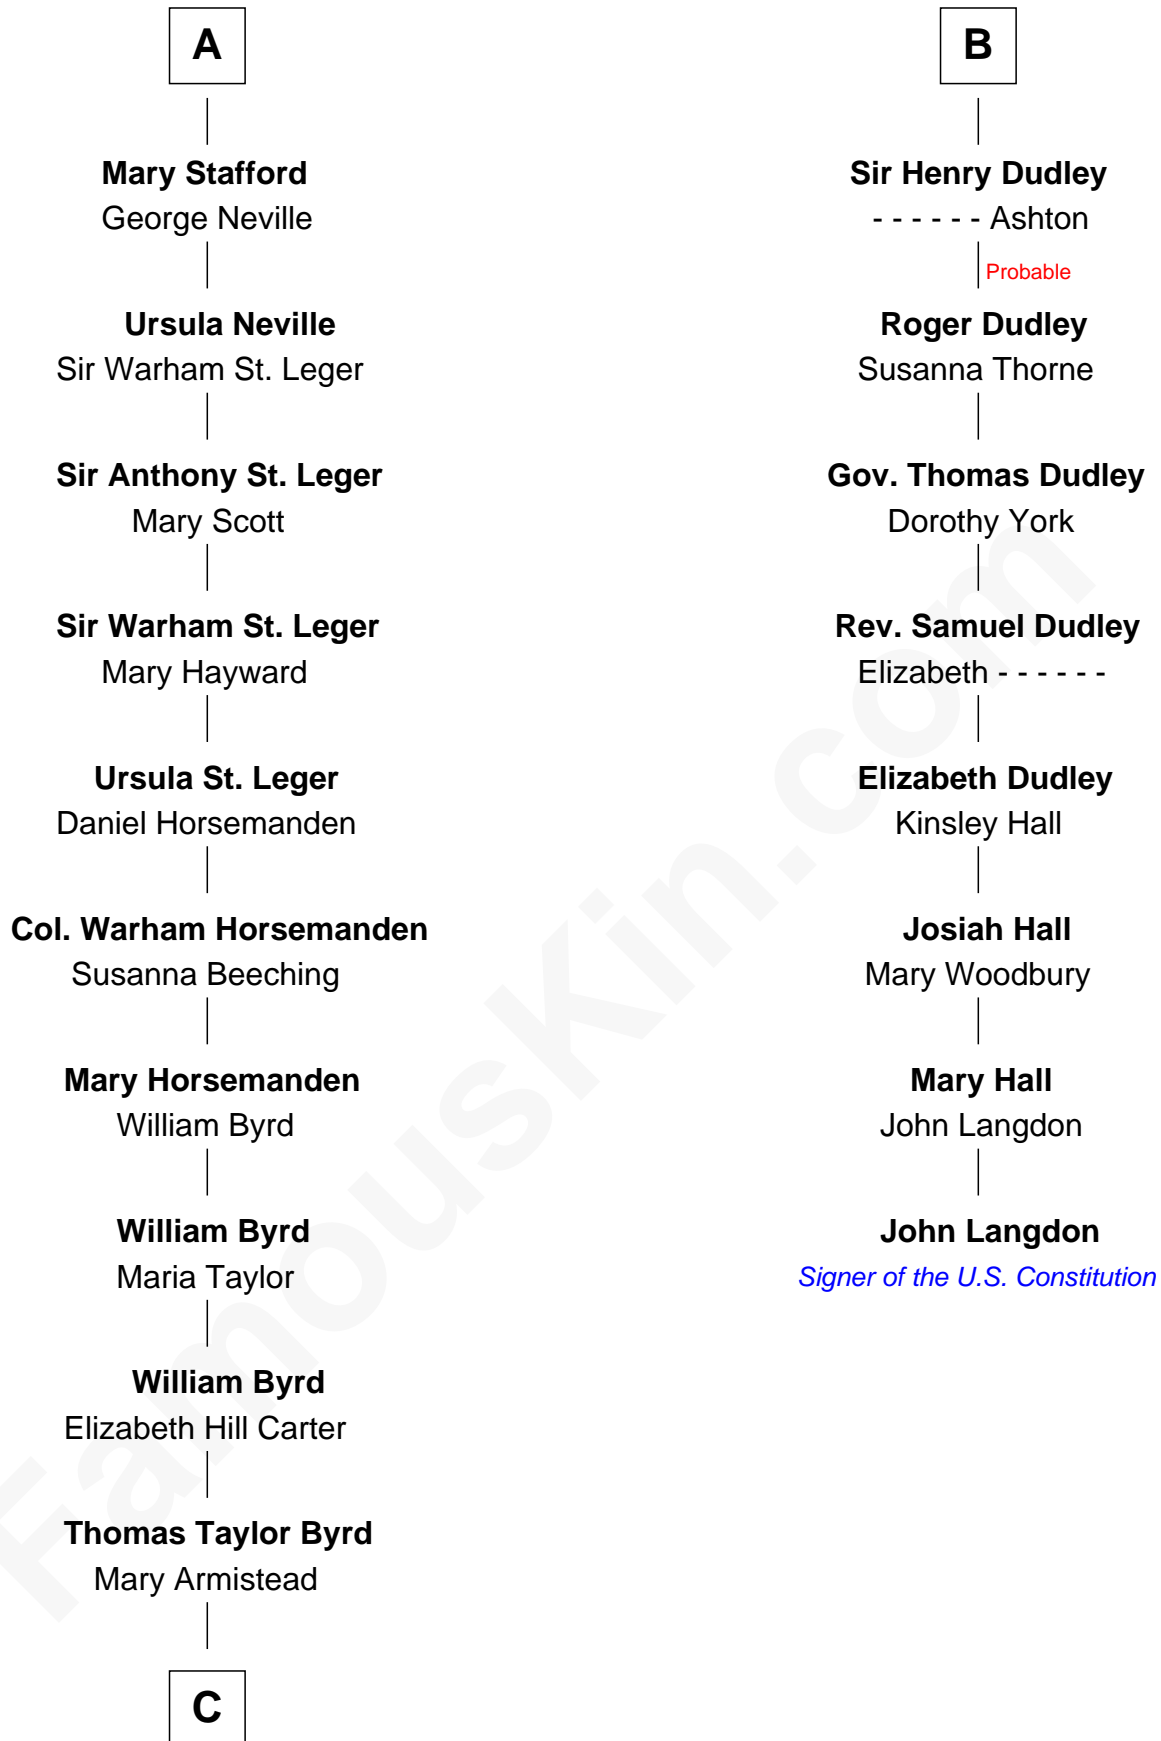 A
Mary Stafford
George Neville
Ursula Neville
Sir Warham St. Leger
Sir Anthony St. Leger
Mary Scott
Sir Warham St. Leger
Mary Hayward
Ursula St. Leger
Daniel Horsemanden
Col. Warham Horsemanden
Susanna Beeching
Mary Horsemanden
William Byrd
William Byrd
Maria Taylor
William Byrd
Elizabeth Hill Carter
Thomas Taylor Byrd
Mary Armistead
C
B
Sir Henry Dudley
- - - - - - Ashton
Probable
Roger Dudley
Susanna Thorne
Gov. Thomas Dudley
Dorothy York
Rev. Samuel Dudley
Elizabeth - - - - - -
Elizabeth Dudley
Kinsley Hall
Josiah Hall
Mary Woodbury
Mary Hall
John Langdon
John Langdon
Signer of the U.S. Constitution
FamousKin.com